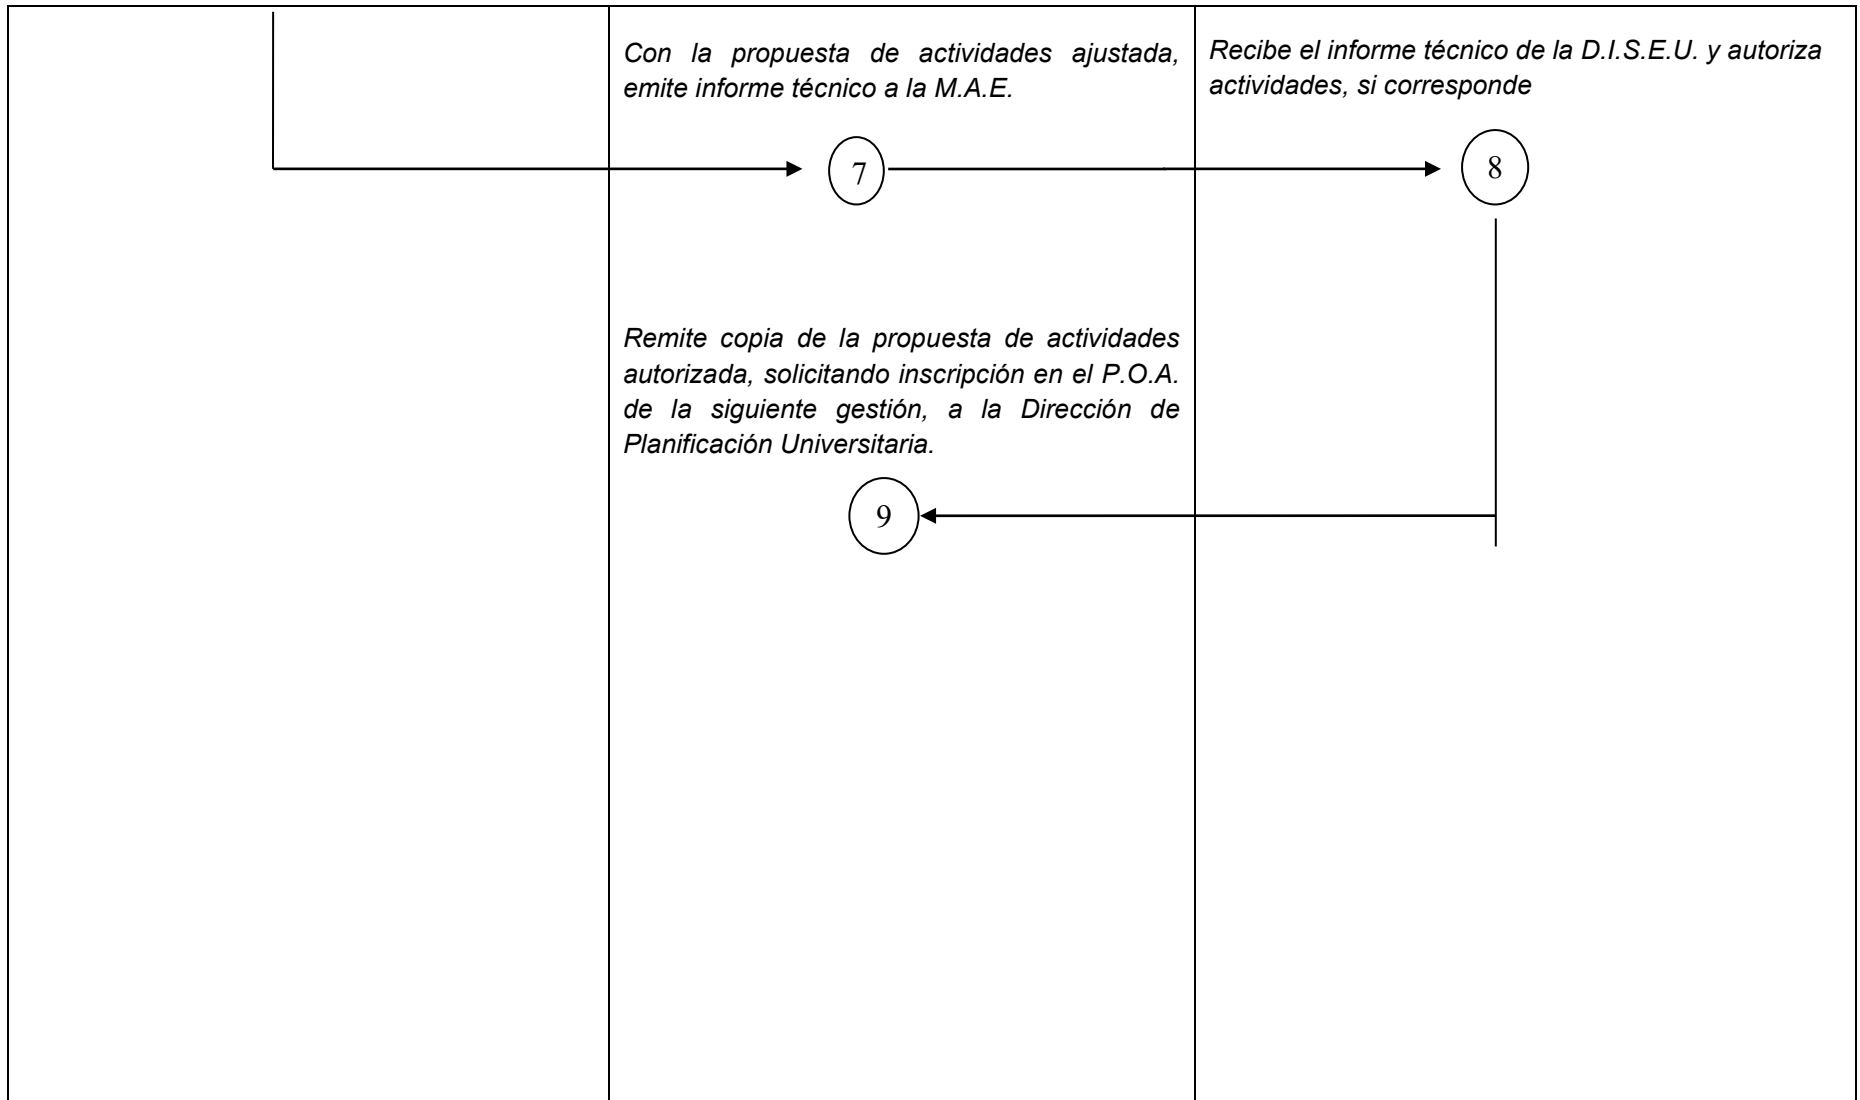 Con la propuesta de actividades ajustada,
emite informe técnico a la M.A.E.
Recibe el informe técnico de la D.I.S.E.U. y autoriza
actividades, si corresponde
7
8
Remite copia de la propuesta de actividades
autorizada, solicitando inscripción en el P.O.A.
de la siguiente gestión, a la Dirección de
Planificación Universitaria.
9